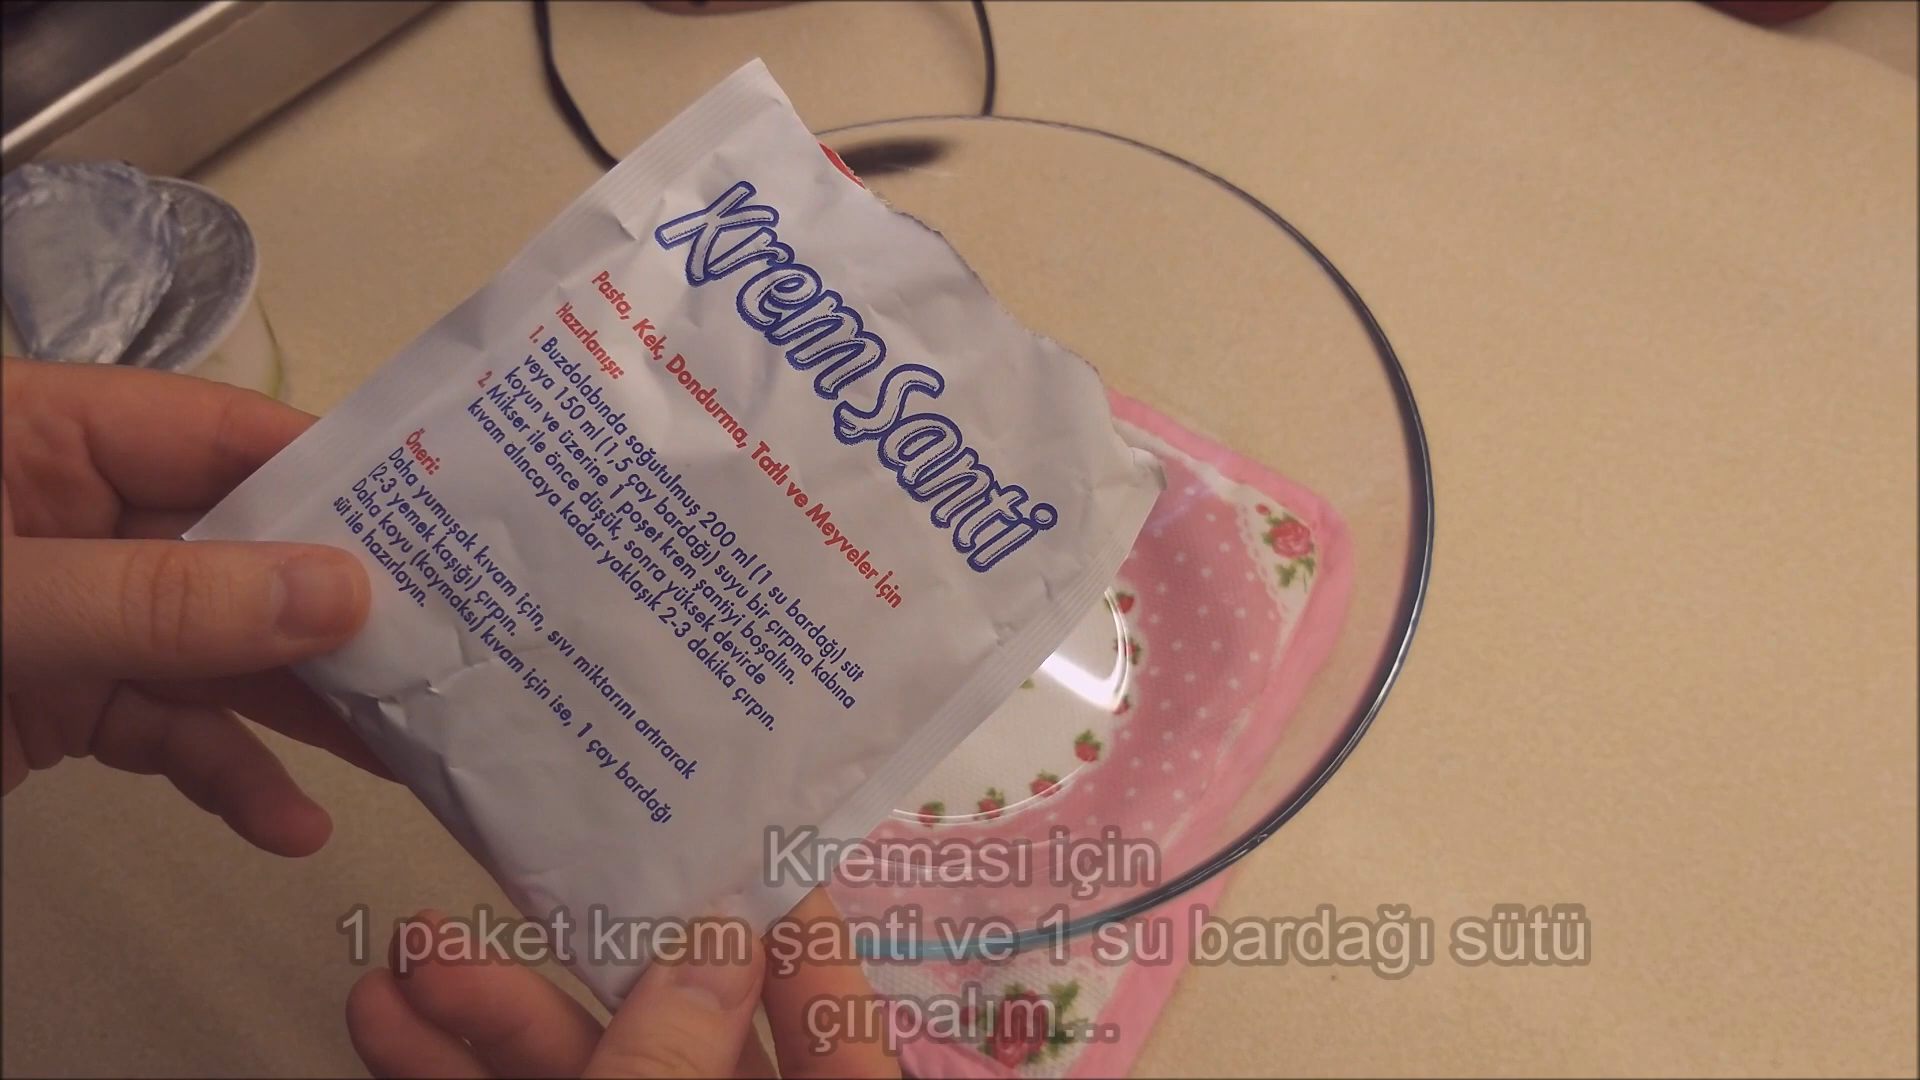 Krem Şanti
Pasta, Kek, Dondurma, Tatlı ve Meyveler İçin
Hazırlanışı:
1. Buzdolabında soğutulmuş 200 ml (1 su bardağı) süt
veya 150 ml (1,5 çay bardağı) suyu bir çırpma kabına
koyun ve üzerine 1 poşet krem şantiyi boşaltın.
2. Mikser ile önce düşük, sonra yüksek devirde
kıvam alıncaya kadar yaklaşık 2-3 dakika çırpın.
Öneri:
Daha yumuşak kıvam için, sıvı miktarını artırarak
(2-3 yemek kaşığı) çırpın.
Daha koyu (kaymaksı) kıvam için ise, 1 çay bardağı
süt ile hazırlayın.
Kreması için
1 paket krem şanti ve 1 su bardağı sütü
çırpalım...